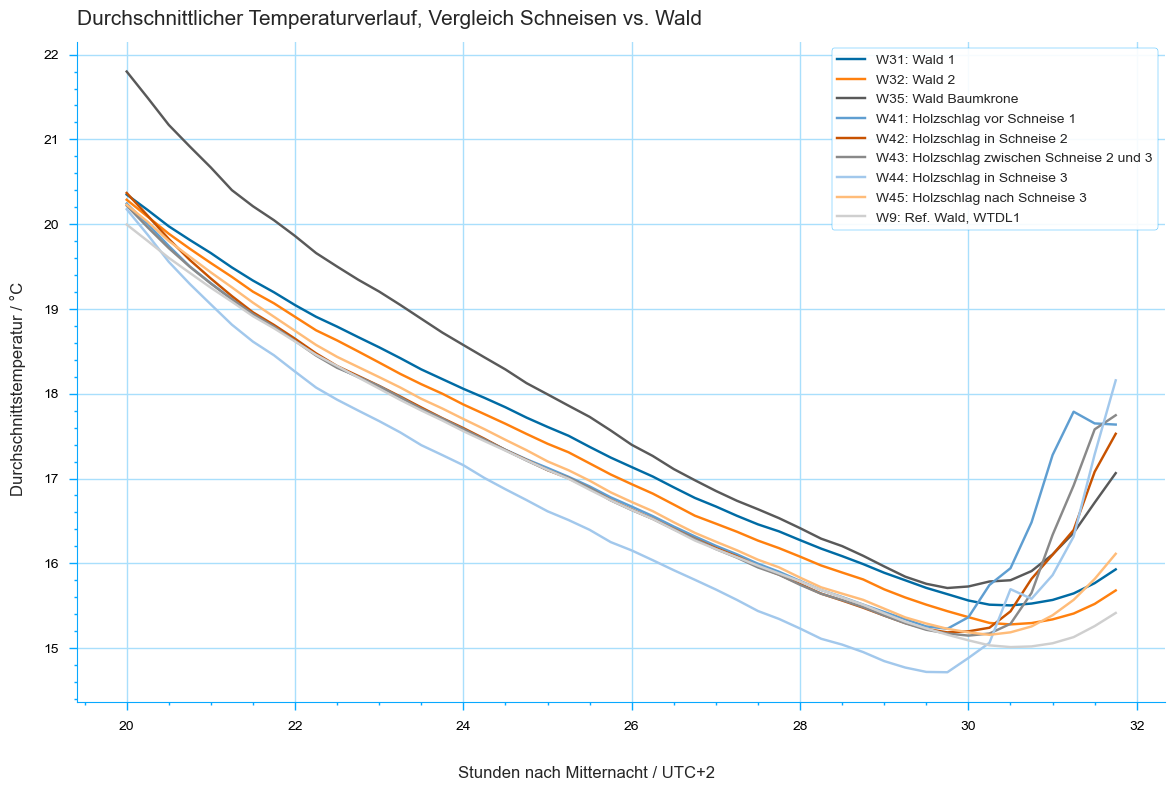 Durchschnittlicher Temperaturverlauf, Vergleich Schneisen vs. Wald
W31: Wald 1
W32: Wald 2
W35: Wald Baumkrone
W41: Holzschlag vor Schneise 1
W42: Holzschlag in Schneise 2
W43: Holzschlag zwischen Schneise 2 und 3
W44: Holzschlag in Schneise 3
W45: Holzschlag nach Schneise 3
W9: Ref. Wald, WTDL1
Durchschnittstemperatur / °C
22
21
20
19
18
17
16
15
20 22 24 26 28 30 32
Stunden nach Mitternacht / UTC+2